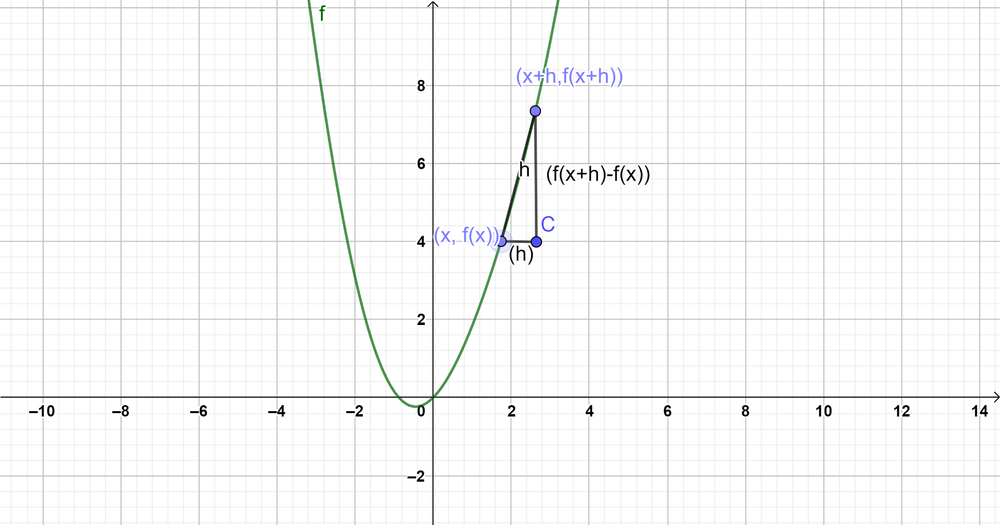 f
(x+h,f(x+h))
8
6
h
(f(x+h)-f(x))
C
(x, f(x))
4
(h)
2
–10
–8
–6
–4
–2
0
2
4
6
8
10
12
14
–2